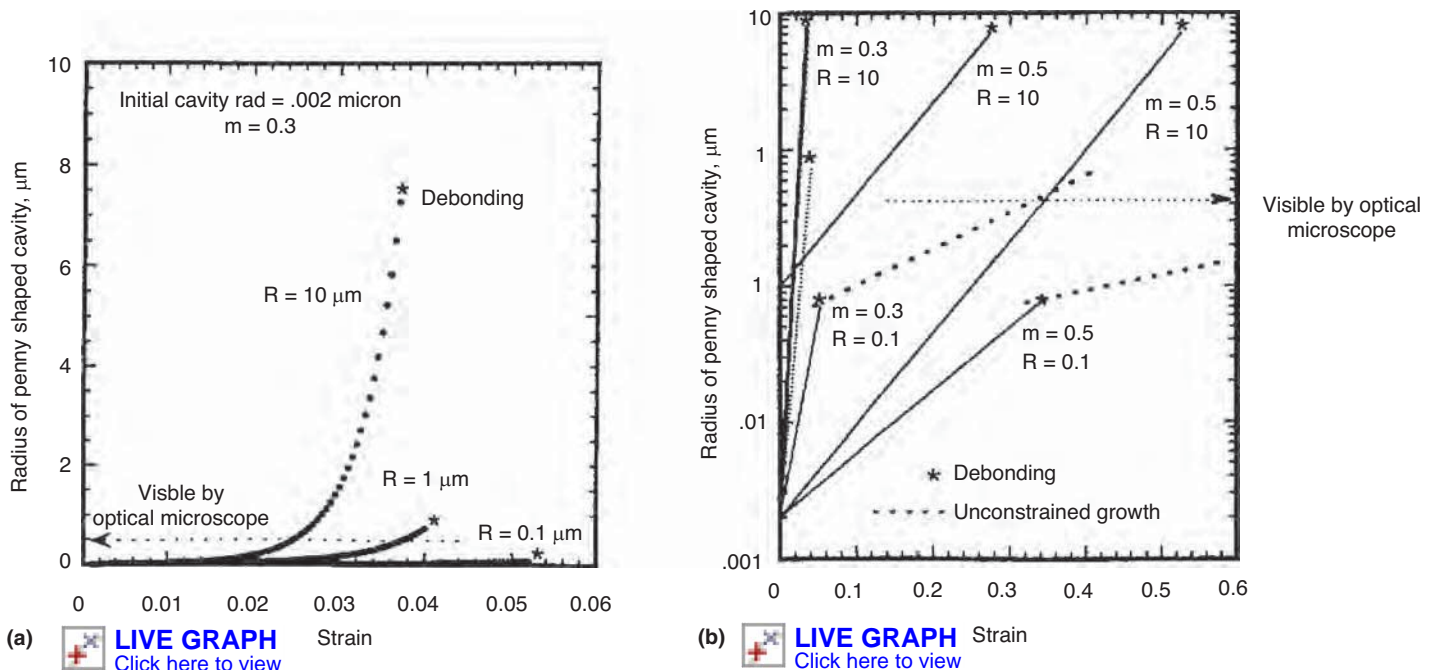 10
8
6
4
2
0
Radius of penny shaped cavity, μm
Initial cavity rad = .002 micron
m = 0.3
Debonding
R = 10 μm
R = 1 μm
Visble by
optical microscope
R = 0.1 μm
0 0.01 0.02 0.03 0.04 0.05 0.06
(a) LIVE GRAPH Strain
Click here to view
10
1
1
.01
.001
Radius of penny shaped cavity, μm
m = 0.3
R = 10
m = 0.5
R = 10
m = 0.5
R = 10
Visible by optical
microscope
m = 0.3
R = 0.1
m = 0.5
R = 0.1
* Debonding
Unconstrained growth
0 0.1 0.2 0.3 0.4 0.5 0.6
(b) LIVE GRAPH Strain
Click here to view